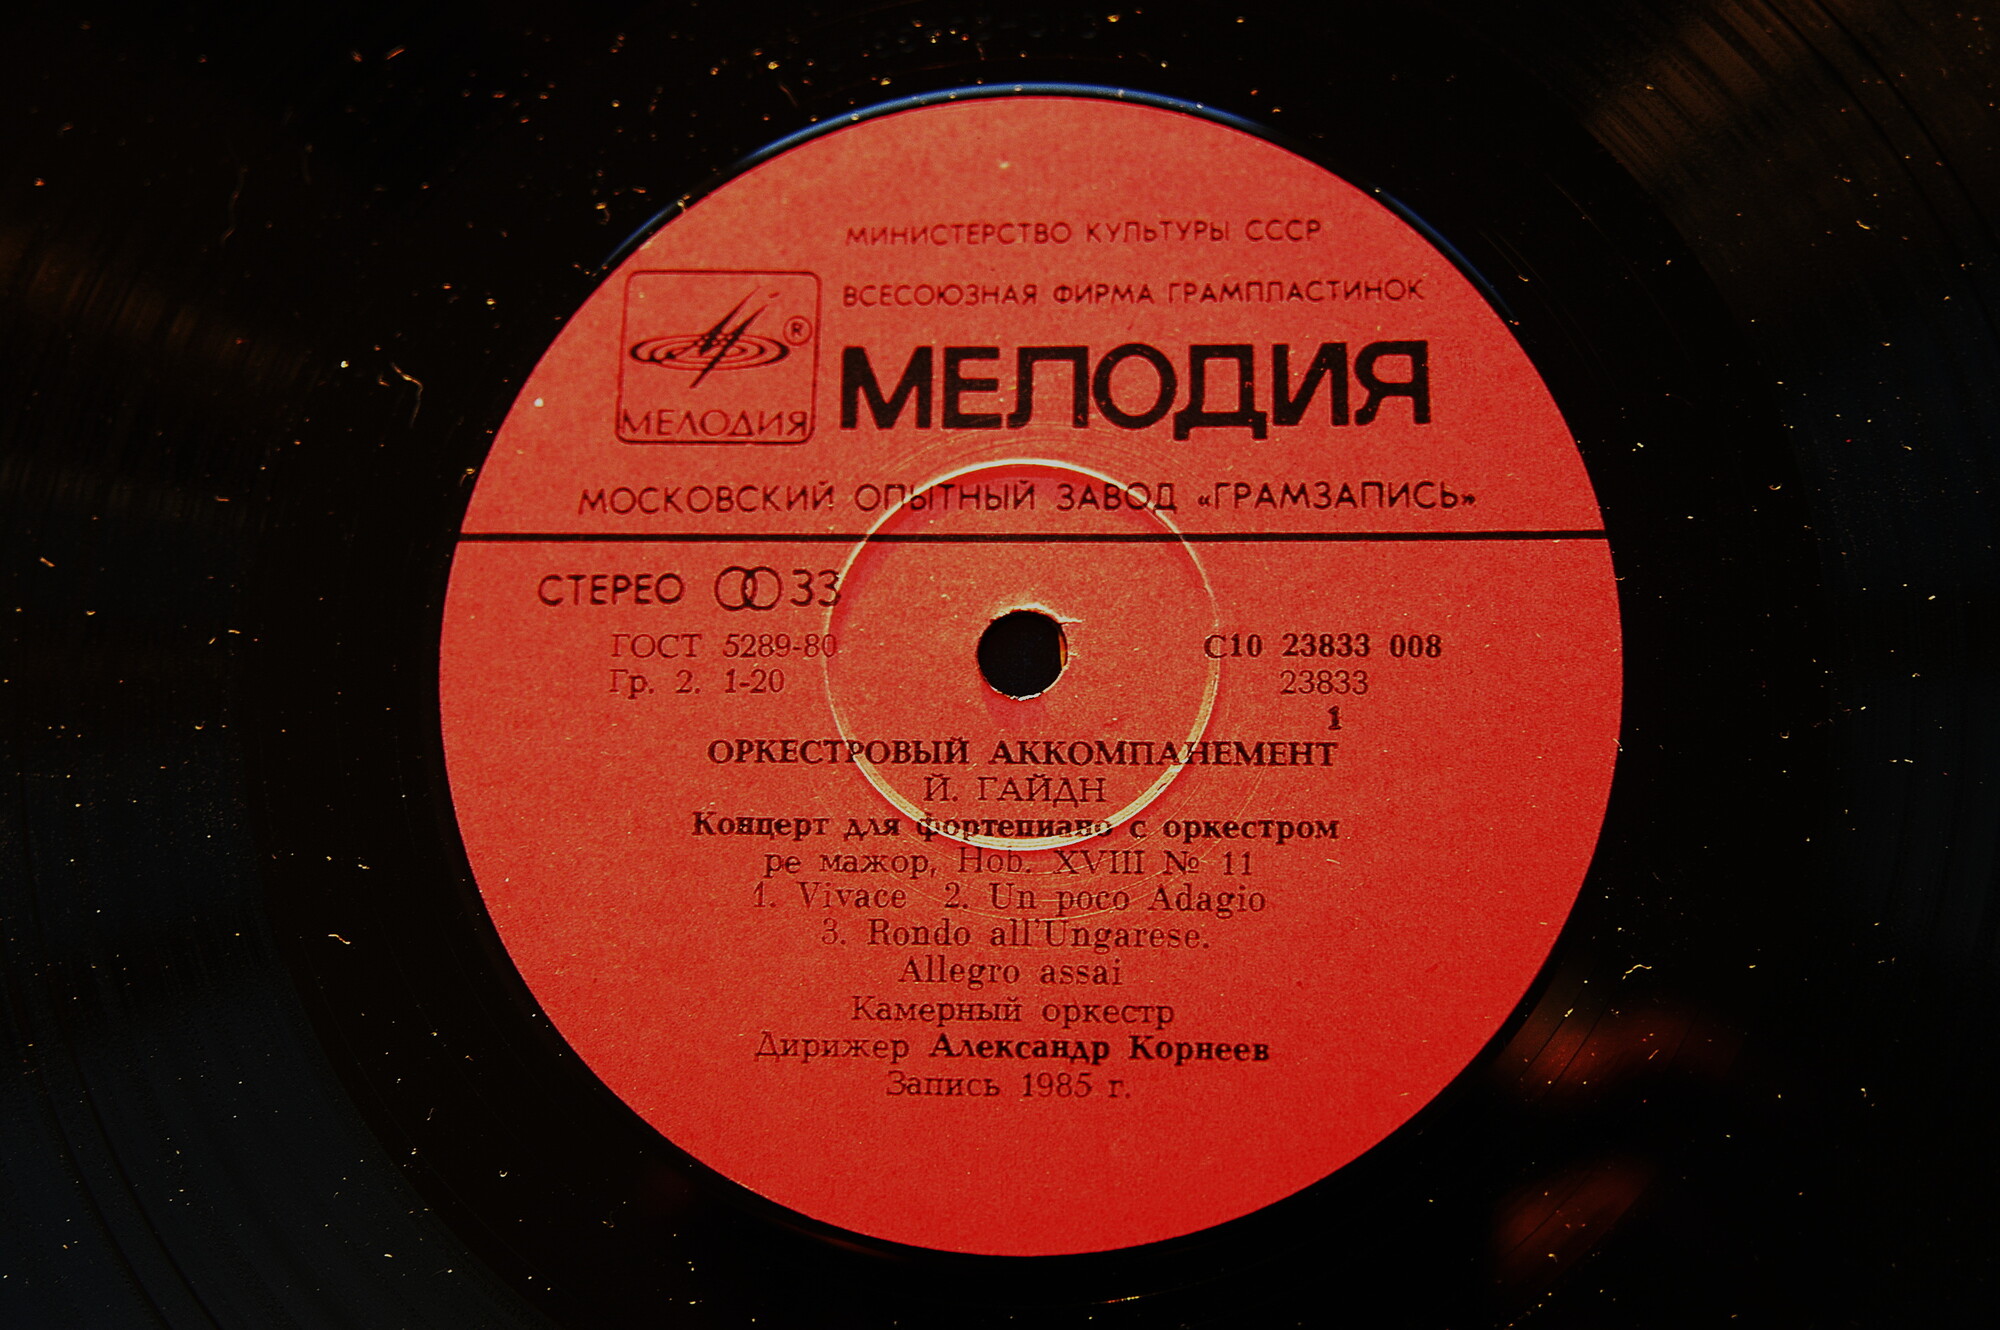 МИНИСТЕРСТВО КУЛЬТУРЫ СССР
ВСЕСОЮЗНАЯ ФИРМА ГРАМПЛАСТИНОК
®
МЕЛОДИЯ
МЕЛОДИЯ
МОСКОВСКИЙ ОПЫТНЫЙ ЗАВОД «ГРАМЗАПИСЬ»
СТЕРЕО 33
ГОСТ 5289-80
Гр. 2. 1-20
С10 23833 008
23833
1
ОРКЕСТРОВЫЙ АККОМПАНЕМЕНТ
Й. ГАЙДН
Концерт для фортепиано с оркестром
ре мажор, Hob. XVIII № 11
1. Vivace 2. Un poco Adagio
3. Rondo all'Ungarese.
Allegro assai
Камерный оркестр
Дирижер Александр Корнеев
Запись 1985 г.